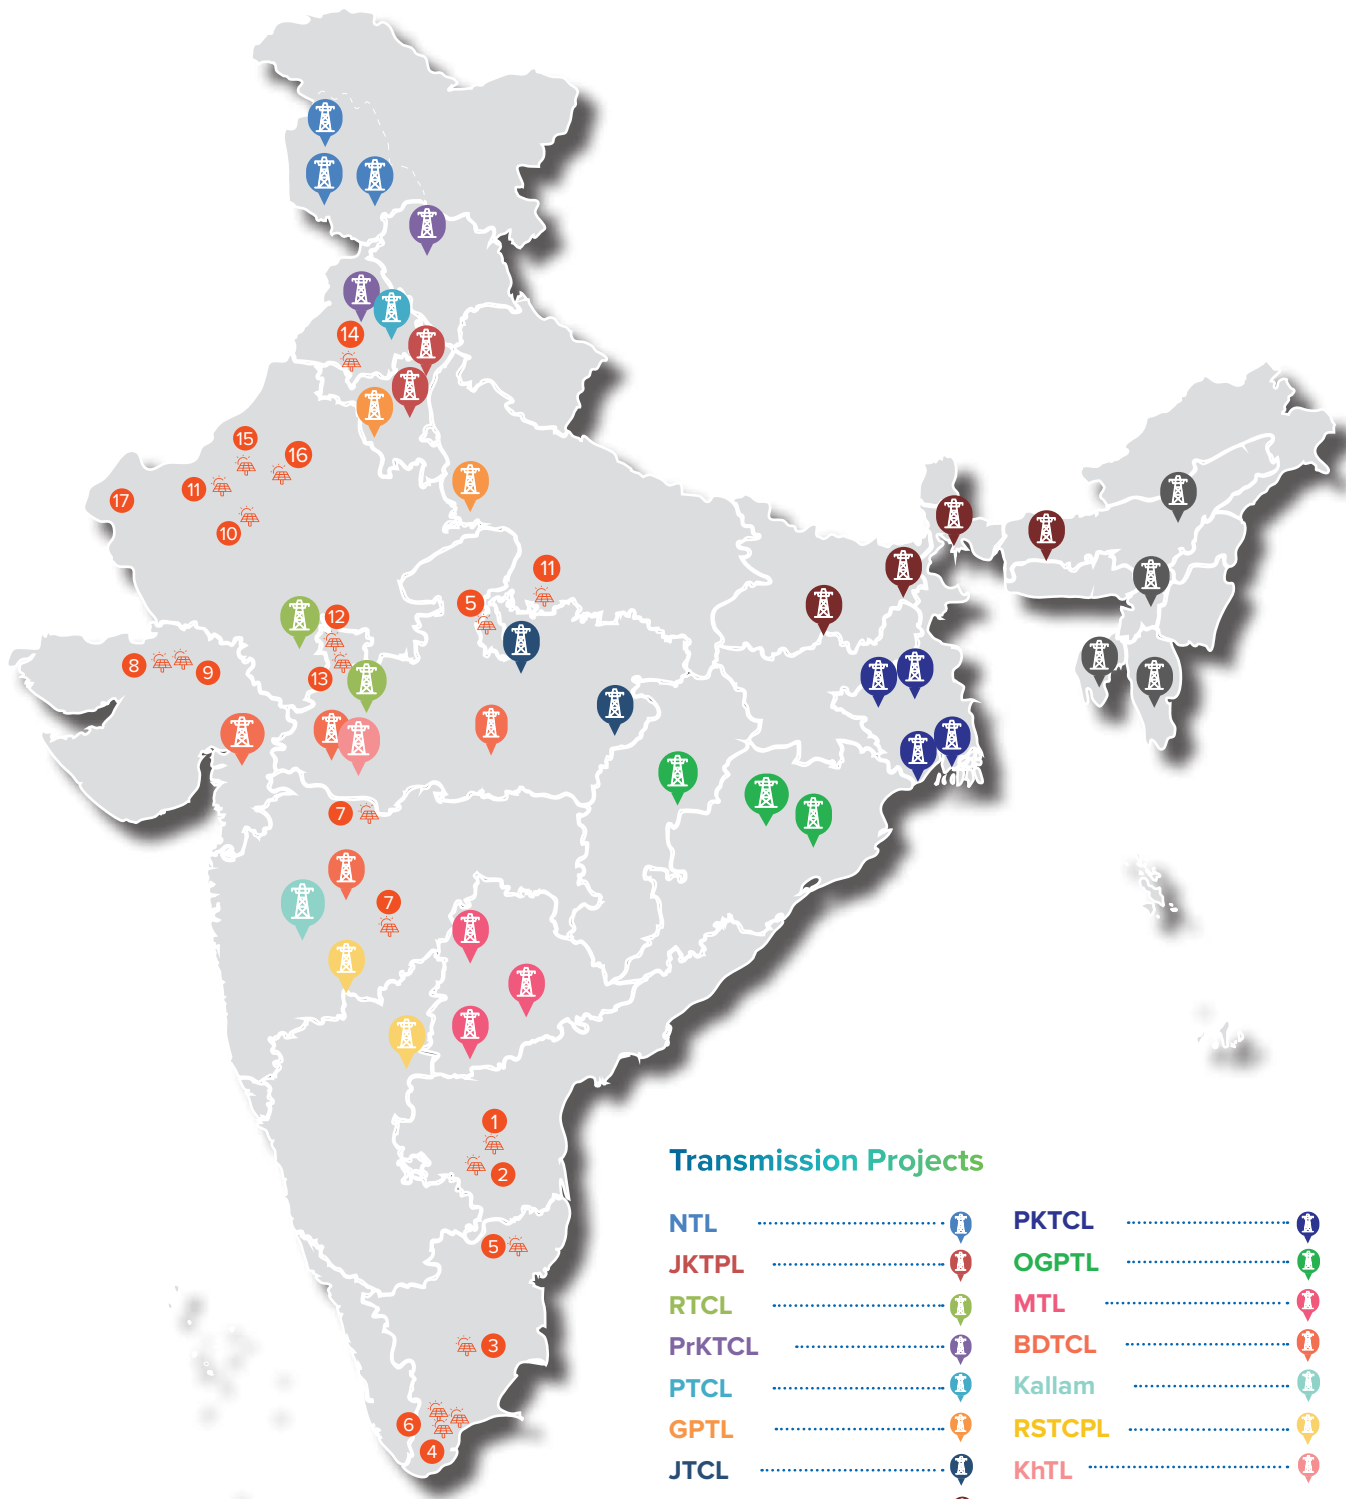 14
15
16
11
17
10
11
5
12
8
9
13
7
7
1
2
5
3
6
4
Transmission Projects
NTL
JKTPL
RTCL
PrKTCL
PTCL
GPTL
JTCL
PKTCL
OGPTL
MTL
BDTCL
Kallam
RSTCPL
KhTL